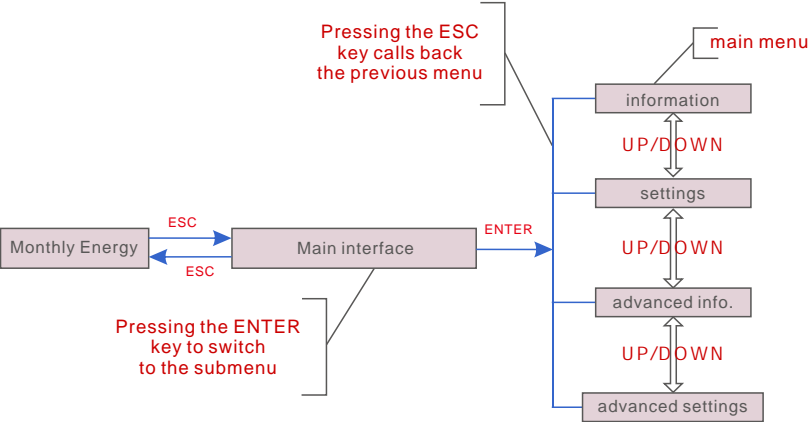 Pressing the ESC
key calls back
the previous menu
main menu
information
UP/DOWN
settings
ESC
ENTER
Monthly Energy
Main interface
UP/DOWN
ESC
advanced info.
Pressing the ENTER
key to switch
to the submenu
UP/DOWN
advanced settings